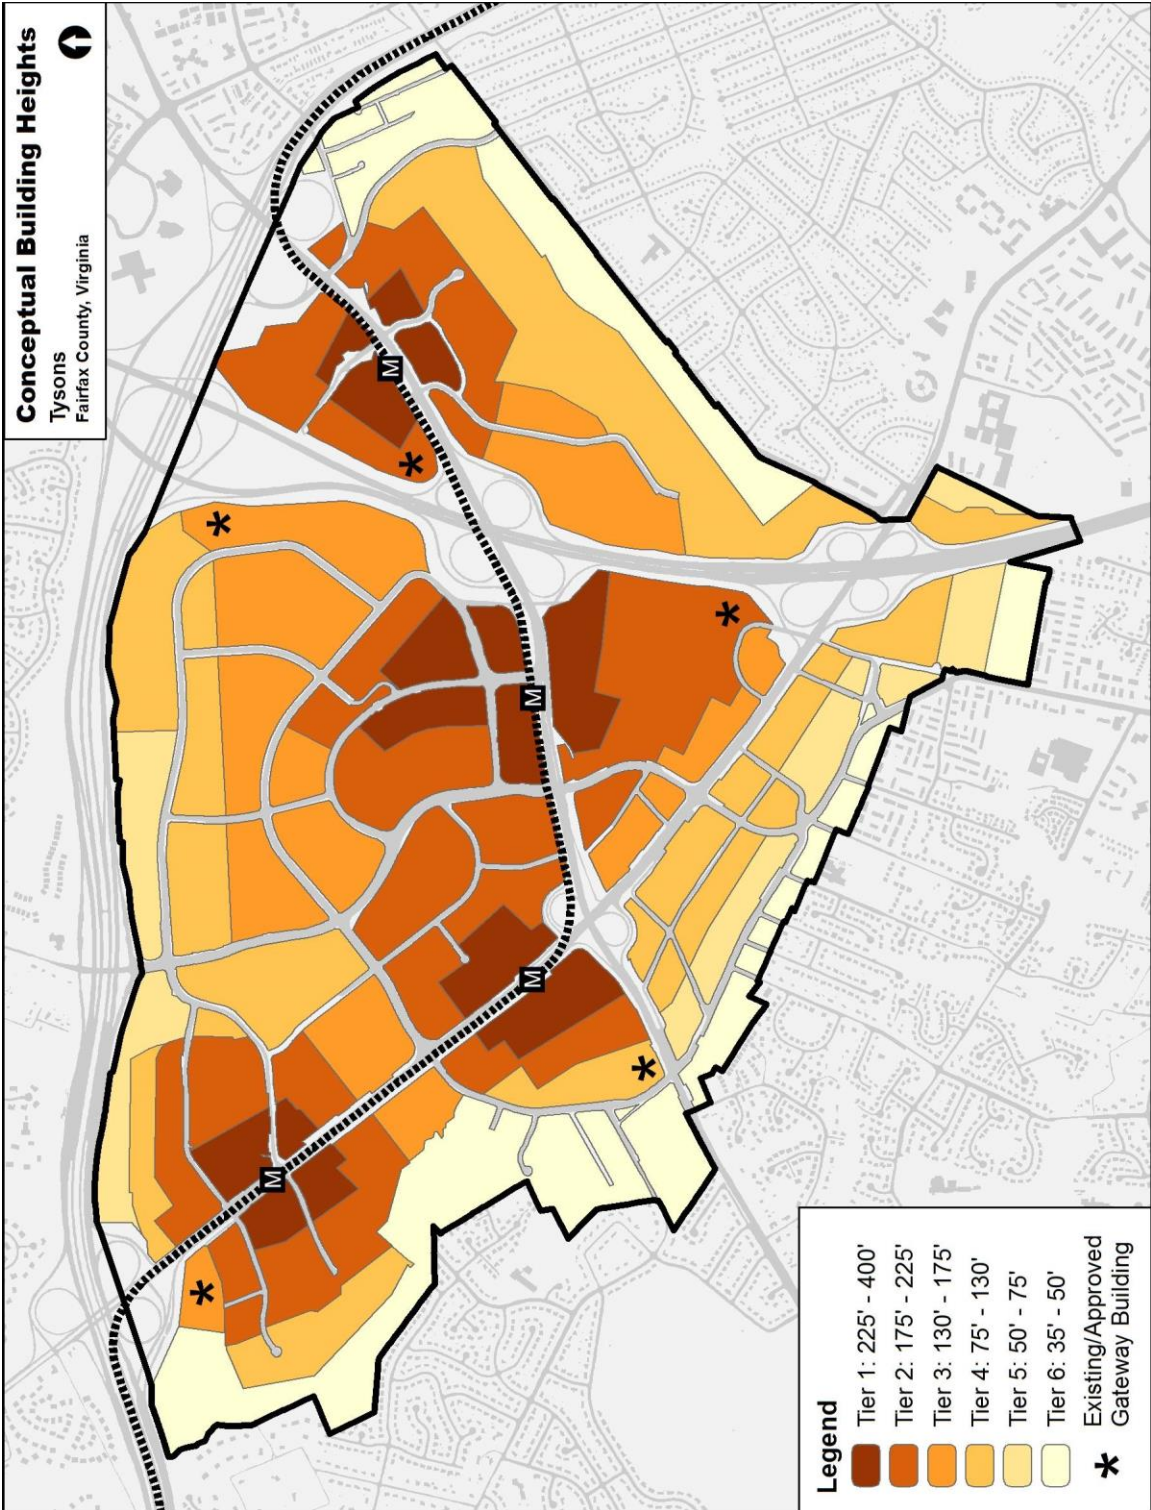 Conceptual Building Heights
Tysons
Fairfax County, Virginia
M
M
M
M
Legend
Tier 1: 225' - 400'
Tier 2: 175' - 225'
Tier 3: 130' - 175'
Tier 4: 75' - 130'
Tier 5: 50' - 75'
Tier 6: 35' - 50'
Existing/Approved
Gateway Building